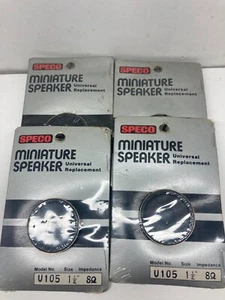 SPECO
MINIATURE
SPEAKER Universal
Replacement
SPECO
MINIATURE
SPEAKER Universal
Replacement
SPECO
MINIATURE
SPEAKER Universal
Replacement
Model No. Size Impedance
U105 1½" 8Ω
SPECO
MINIATURE
SPEAKER Universal
Replacement
Model No. Size Impedance
U105 1½" 8Ω